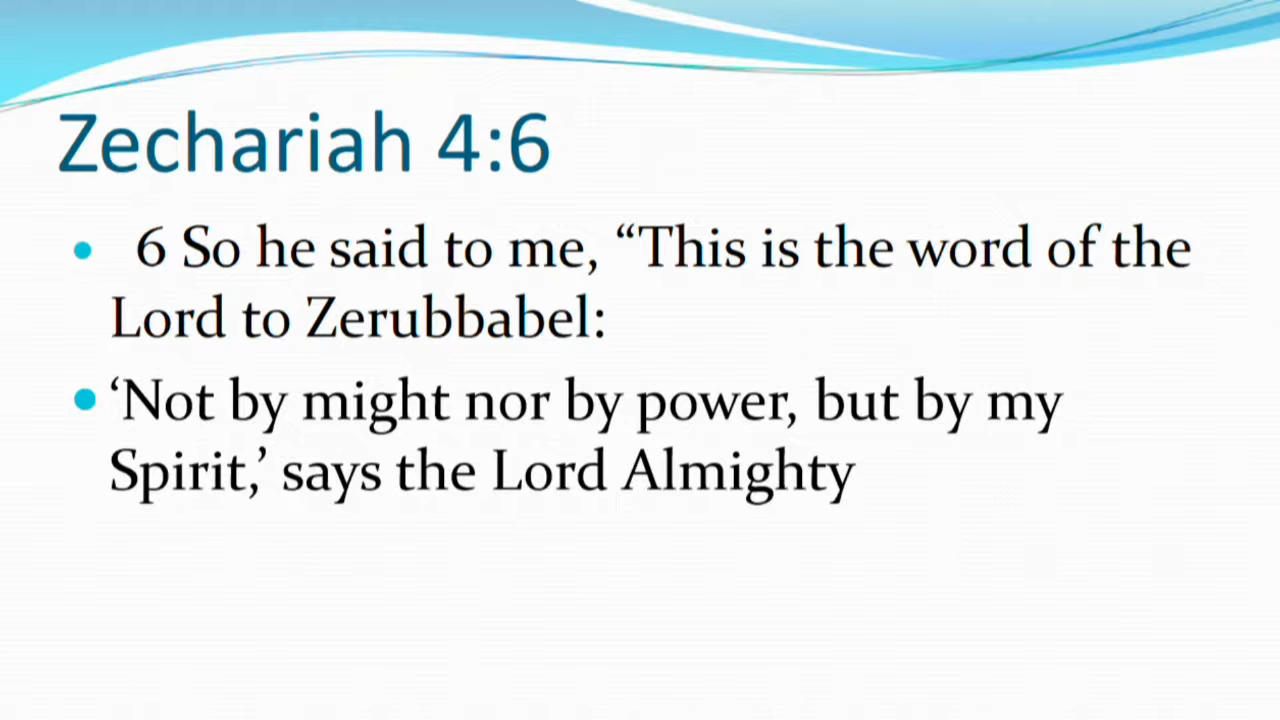 Zechariah 4:6
• 6 So he said to me, “This is the word of the
Lord to Zerubbabel:
• ‘Not by might nor by power, but by my
Spirit,’ says the Lord Almighty